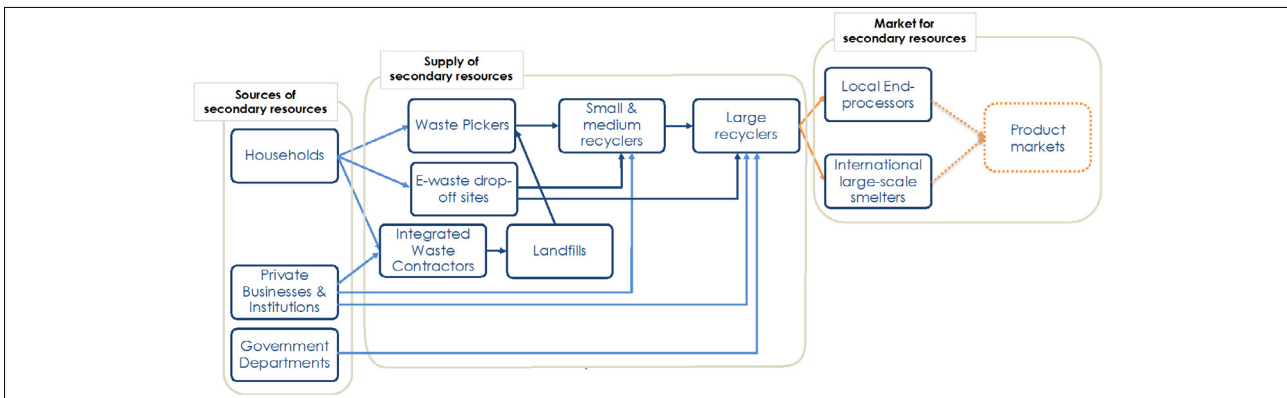 Market for
secondary resources
Supply of
secondary resources
Sources of
secondary resources
Households
Private
Businesses &
Institutions
Government
Departments
Waste Pickers
E-waste drop-
off sites
Integrated
Waste
Contractors
Landfills
Small &
medium
recyclers
Large
recyclers
Local End-
processors
International
large-scale
smelters
Product
markets